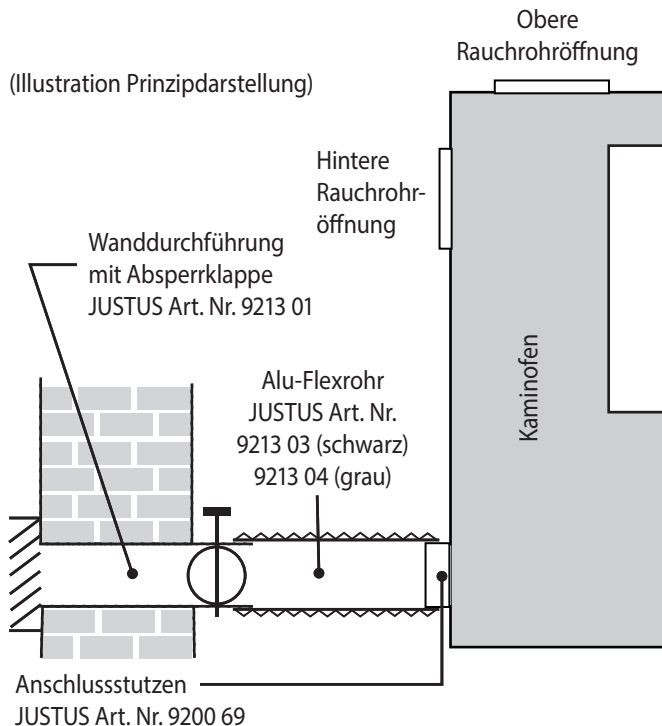 Obere
Rauchrohröffnung
(Illustration Prinzipdarstellung)
Hintere
Rauchrohr-
öffnung
Wanddurchführung
mit Absperrklappe
JUSTUS Art. Nr. 9213 01
Alu-Flexrohr
JUSTUS Art. Nr.
9213 03 (schwarz)
9213 04 (grau)
Kaminofen
Anschlussstutzen
JUSTUS Art. Nr. 9200 69